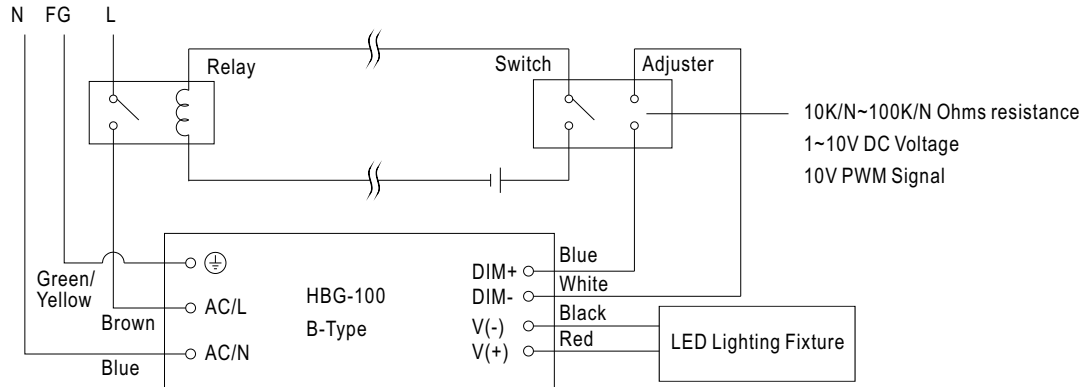 N FG L
Relay
Switch
Adjuster
10K/N~100K/N Ohms resistance
1~10V DC Voltage
10V PWM Signal
Green/
Yellow
Brown
Blue
AC/L
AC/N
HBG-100
B-Type
DIM+
DIM-
V(-)
V(+)
Blue
White
Black
Red
LED Lighting Fixture